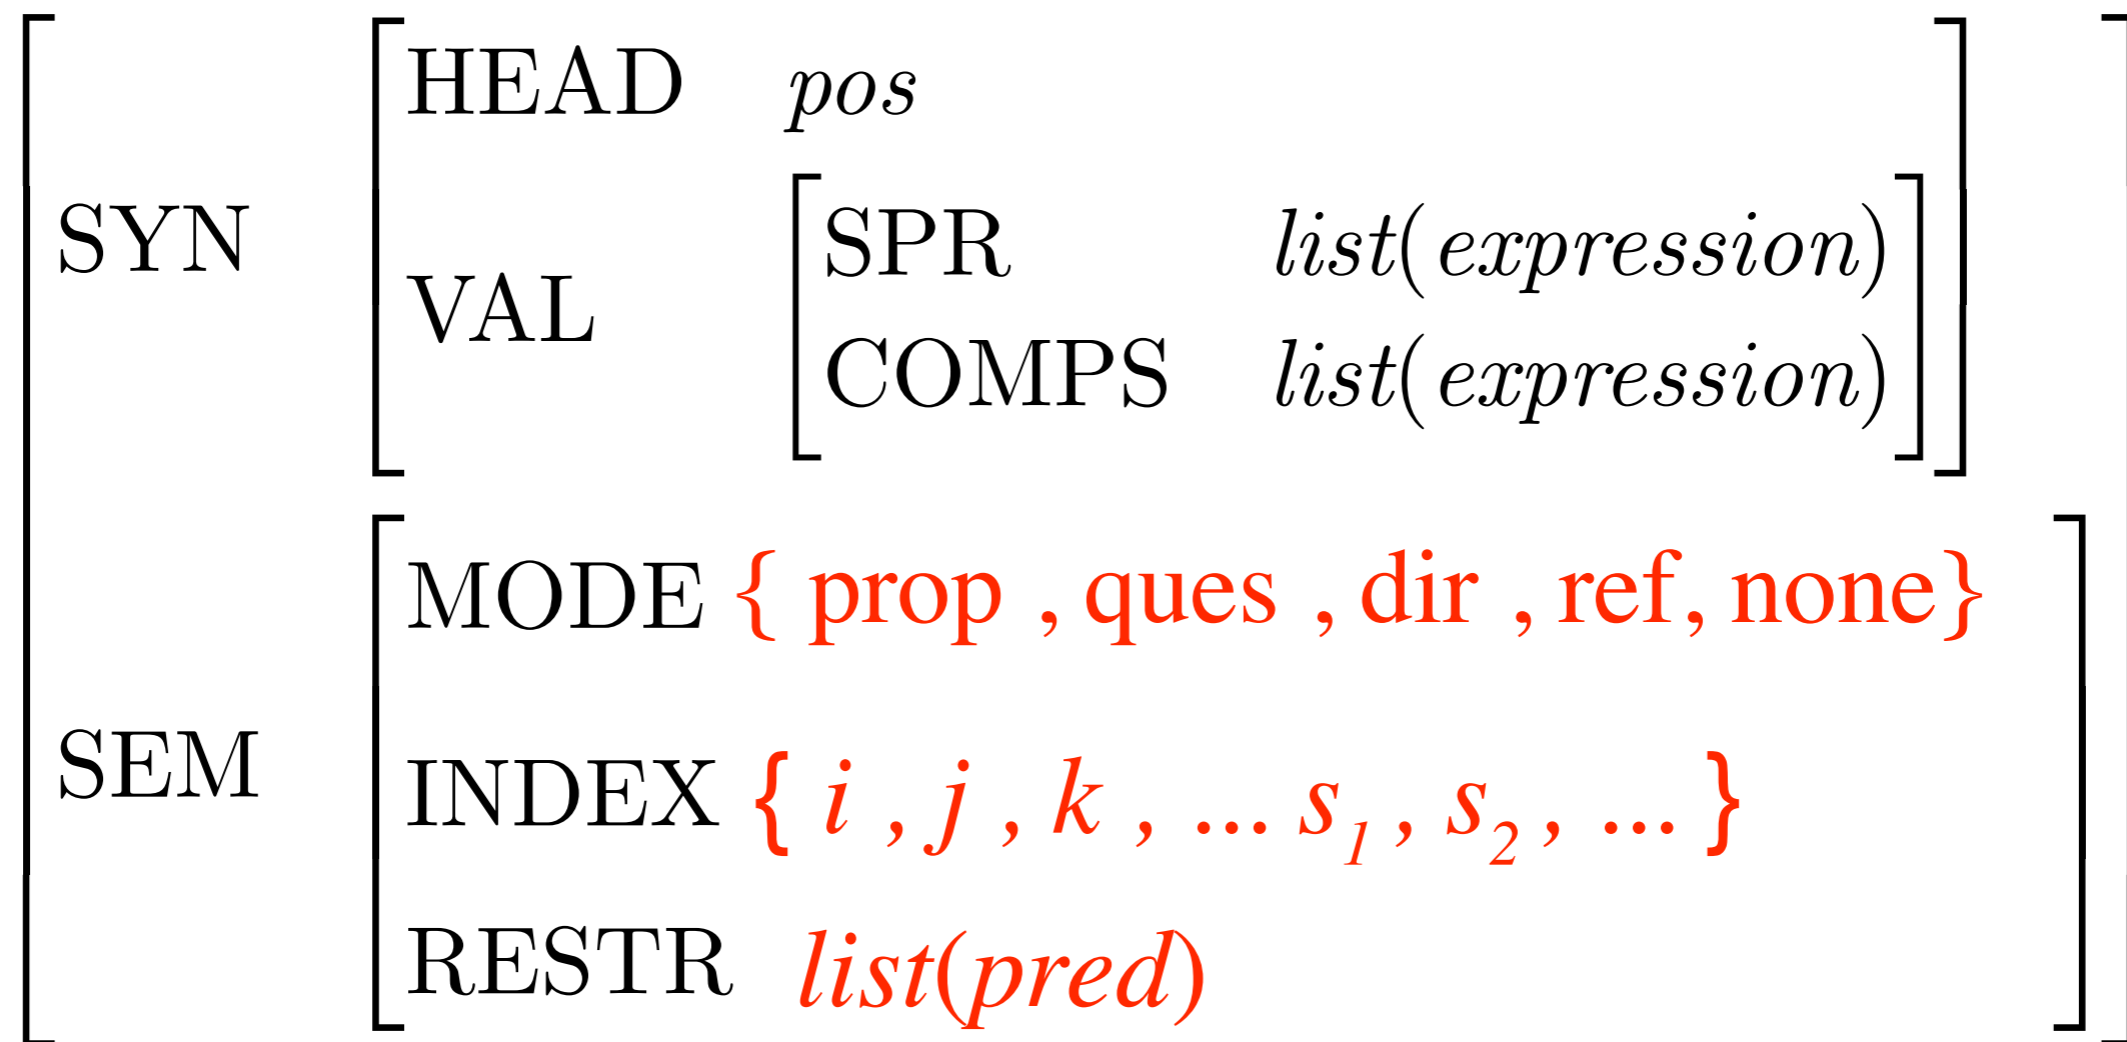 HEAD pos
SYN
VAL
SPR list(expression)
COMPS list(expression)
MODE { prop , ques , dir , ref, none}
SEM
INDEX { i , j , k , ... s1 , s2 , ... }
RESTR list(pred)